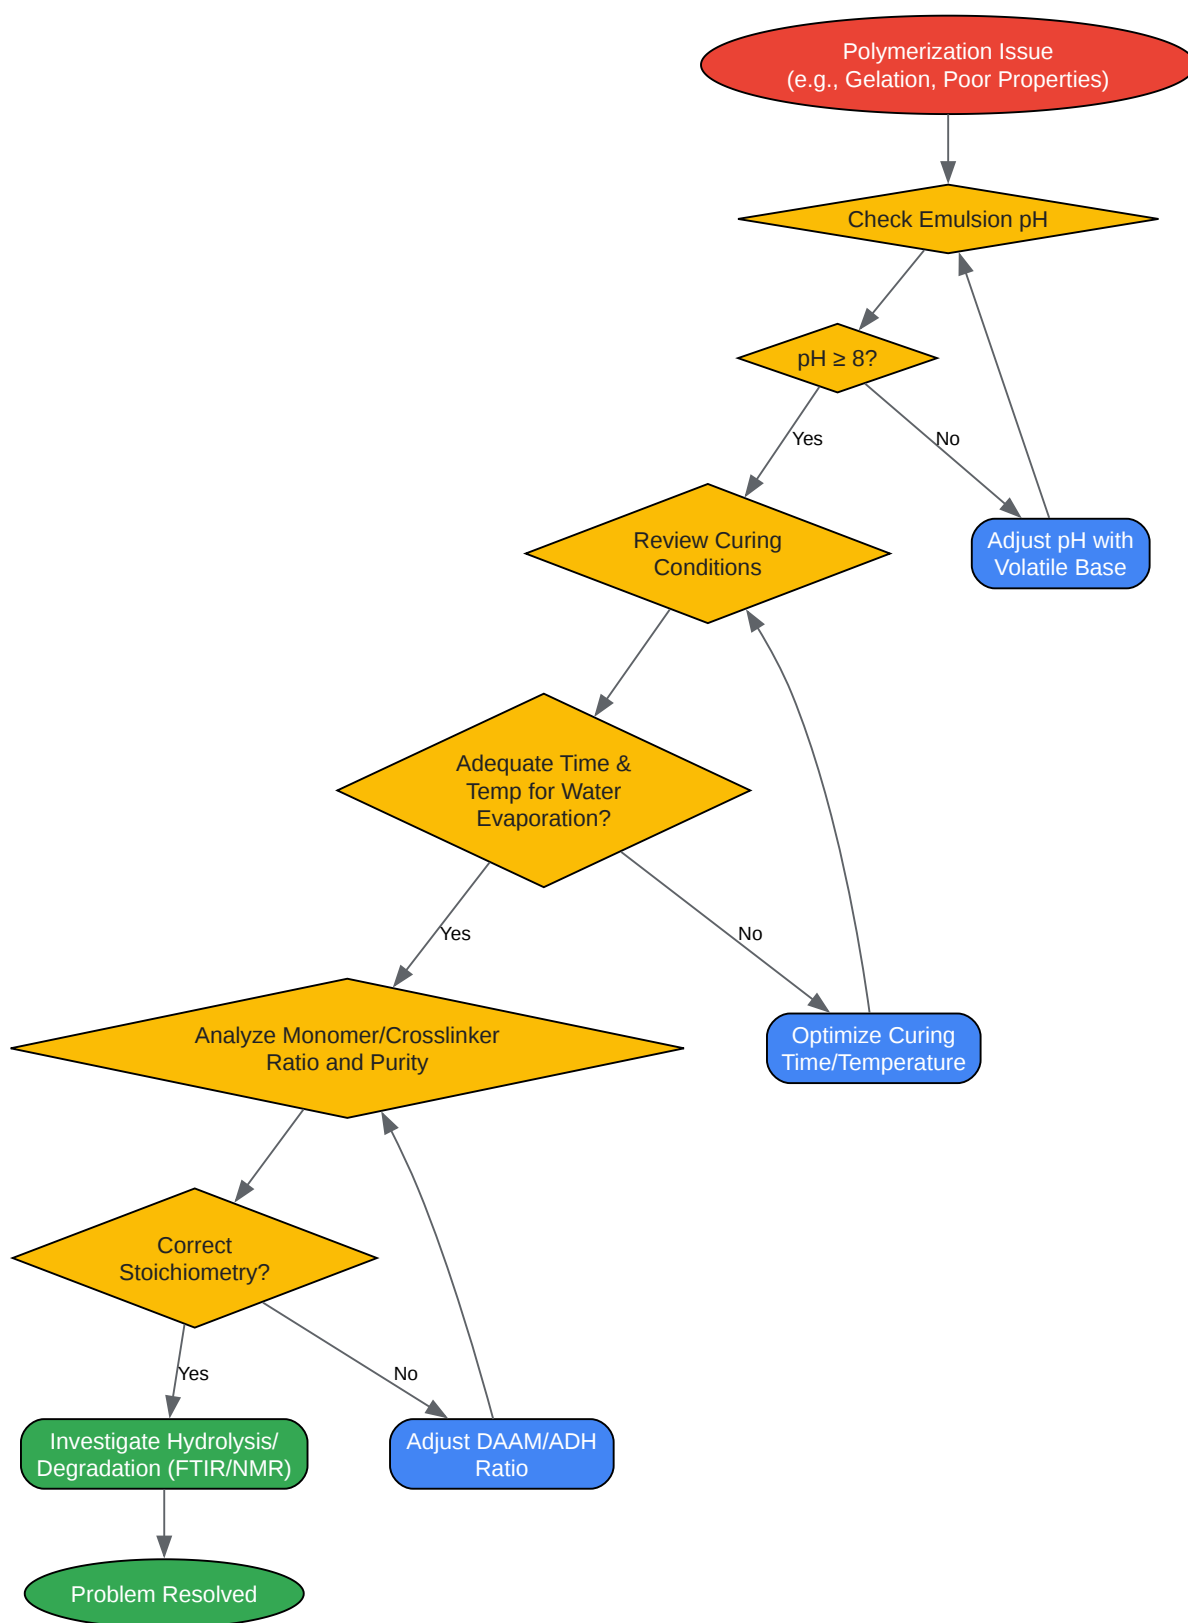 Polymerization Issue
(e.g., Gelation, Poor Properties)
Check Emulsion pH
pH ≥ 8?
Yes
No
Review Curing
Conditions
Adjust pH with
Volatile Base
Adequate Time &
Temp for Water
Evaporation?
Yes
No
Analyze Monomer/Crosslinker
Ratio and Purity
Optimize Curing
Time/Temperature
Correct
Stoichiometry?
Yes
No
Investigate Hydrolysis/
Degradation (FTIR/NMR)
Adjust DAAM/ADH
Ratio
Problem Resolved